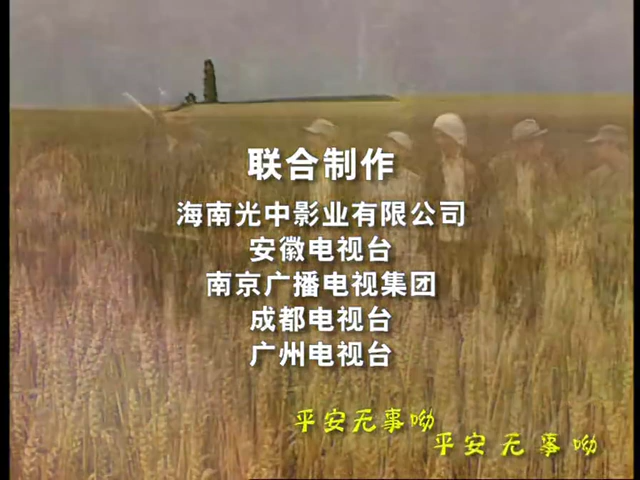 联合制作
海南光中影业有限公司
安徽电视台
南京广播电视集团
成都电视台
广州电视台
平安无事呦
平安无事呦